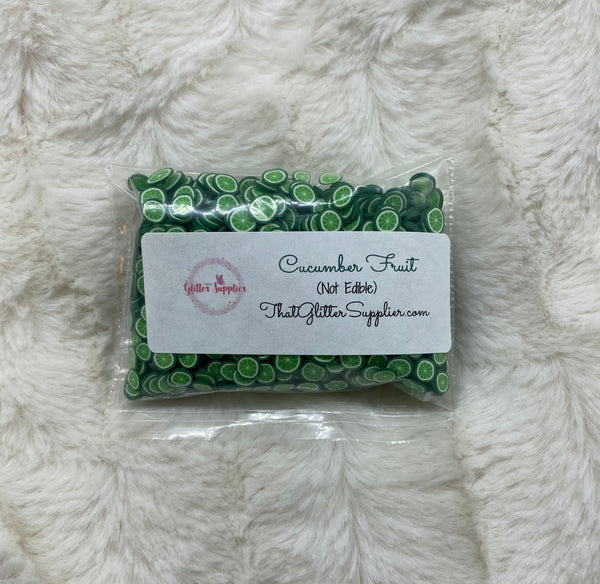 Glitter Supplier
Cucumber Fruit
(Not Edible)
ThatGlitterSupplier.com